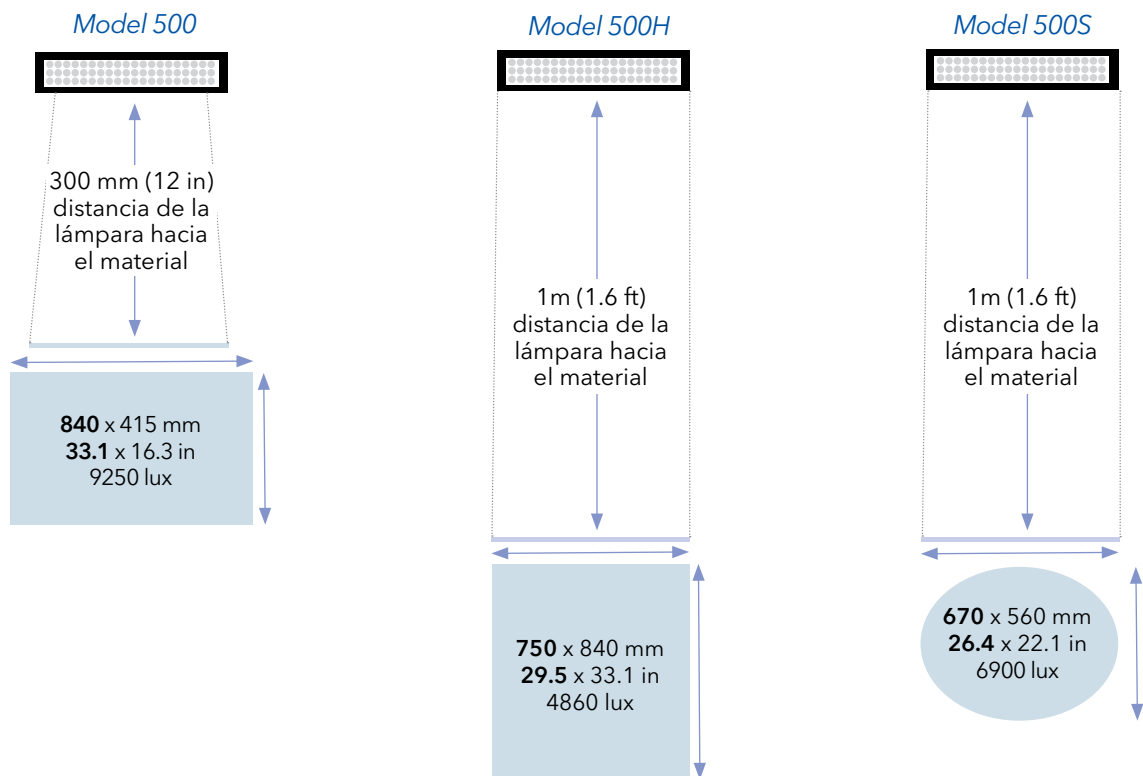 Model 500
300 mm (12 in)
distancia de la
lámpara hacia
el material
840 x 415 mm
33.1 x 16.3 in
9250 lux
Model 500H
1m (1.6 ft)
distancia de la
lámpara hacia
el material
750 x 840 mm
29.5 x 33.1 in
4860 lux
Model 500S
1m (1.6 ft)
distancia de la
lámpara hacia
el material
670 x 560 mm
26.4 x 22.1 in
6900 lux